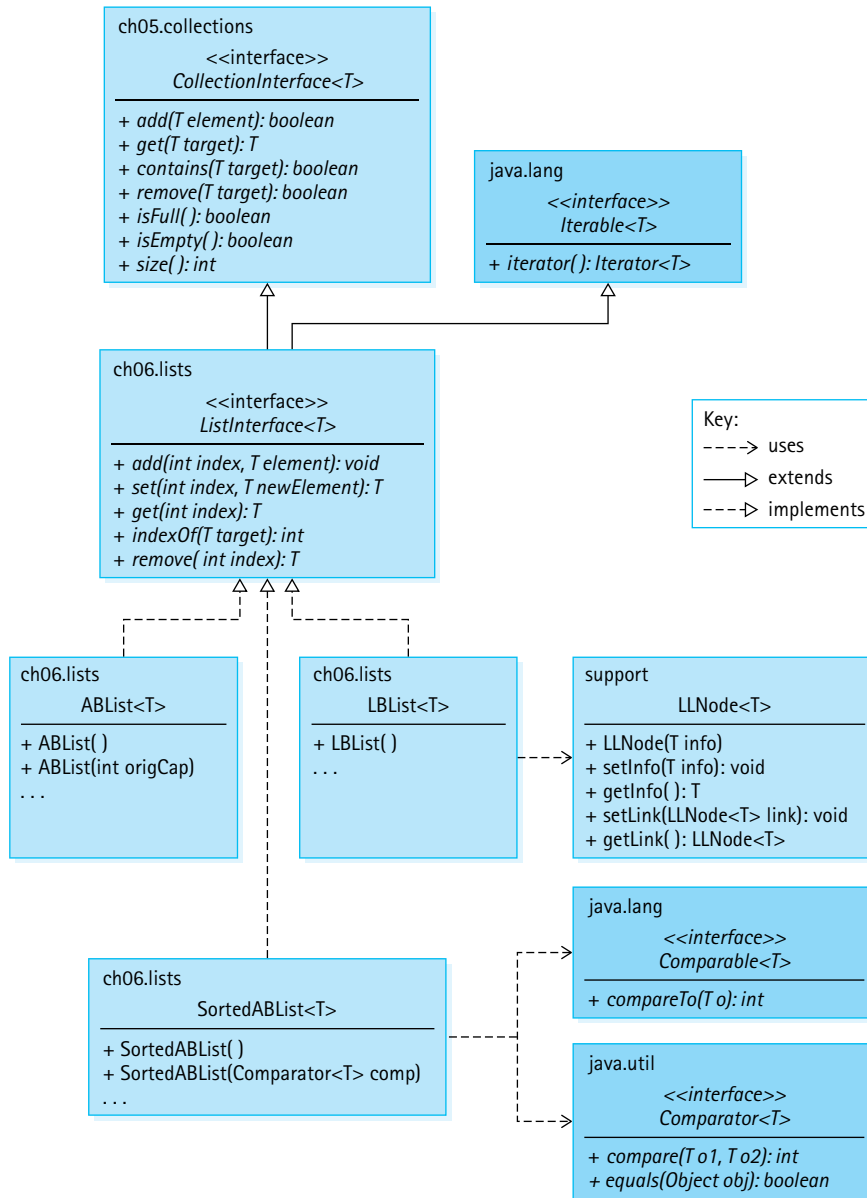 ch05.collections
<<interface>>
CollectionInterface<T>
+ add(T element): boolean
+ get(T target): T
+ contains(T target): boolean
+ remove(T target): boolean
+ isFull( ): boolean
+ isEmpty( ): boolean
+ size( ): int
java.lang
<<interface>>
Iterable<T>
+ iterator( ): Iterator<T>
ch06.lists
<<interface>>
ListInterface<T>
+ add(int index, T element): void
+ set(int index, T newElement): T
+ get(int index): T
+ indexOf(T target): int
+ remove( int index): T
Key:
uses
extends
implements
ch06.lists
ABList<T>
+ ABList( )
+ ABList(int origCap)
. . .
ch06.lists
LBList<T>
+ LBList( )
. . .
support
LLNode<T>
+ LLNode(T info)
+ setInfo(T info): void
+ getInfo( ): T
+ setLink(LLNode<T> link): void
+ getLink( ): LLNode<T>
ch06.lists
SortedABList<T>
+ SortedABList( )
+ SortedABList(Comparator<T> comp)
. . .
java.lang
<<interface>>
Comparable<T>
+ compareTo(T o): int
java.util
<<interface>>
Comparator<T>
+ compare(T o1, T o2): int
+ equals(Object obj): boolean